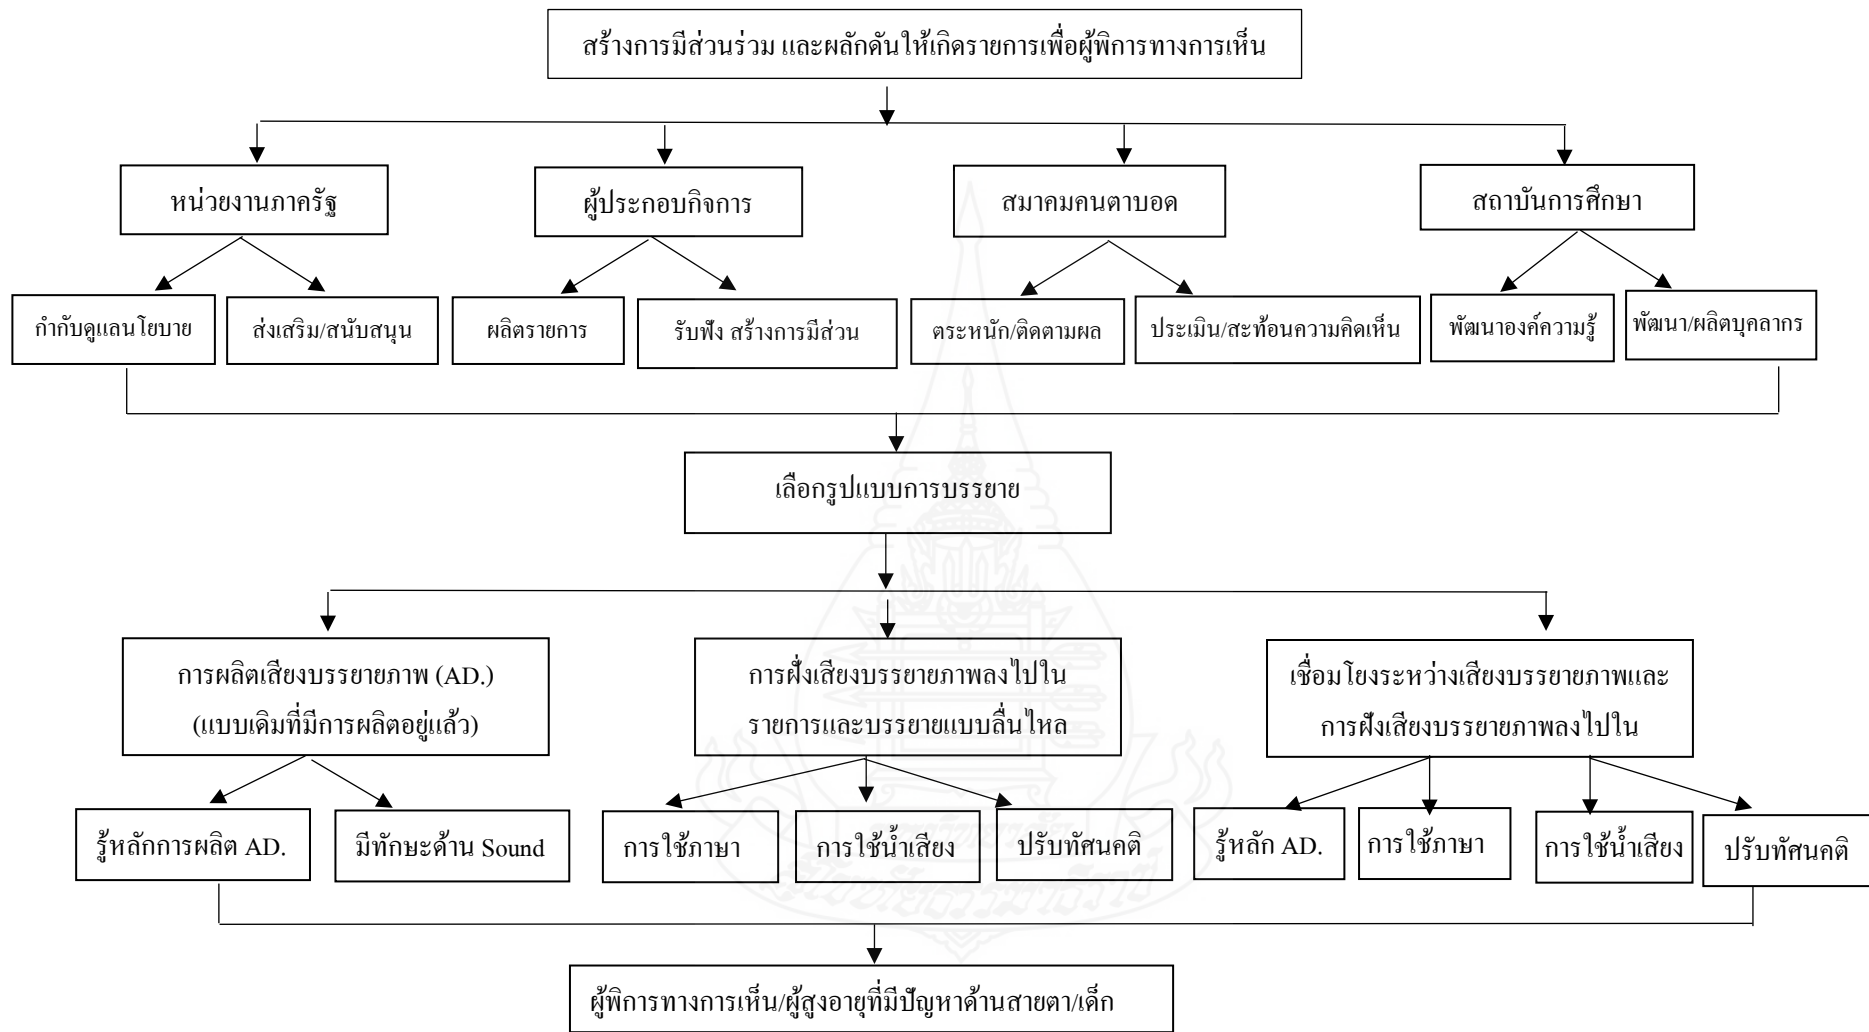 สร้างการมีส่วนร่วม และผลักดันให้เกิดรายการเพื่อผู้พิการทางการเห็น
หน่วยงานภาครัฐ
ผู้ประกอบกิจการ
สมาคมคนตาบอด
สถาบันการศึกษา
กำกับดูแลนโยบาย
ส่งเสริม/สนับสนุน
ผลิตรายการ
รับฟัง สร้างการมีส่วน
ตระหนัก/ติดตามผล
ประเมิน/สะท้อนความคิดเห็น
พัฒนาองค์ความรู้
พัฒนา/ผลิตบุคลากร
เลือกรูปแบบการบรรยาย
การผลิตเสียงบรรยายภาพ (AD.)
(แบบเดิมที่มีการผลิตอยู่แล้ว)
การฝั่งเสียงบรรยายภาพลงไปใน
รายการและบรรยายแบบลื่นไหล
เชื่อมโยงระหว่างเสียงบรรยายภาพและ
การฝังเสียงบรรยายภาพลงไปใน
รู้หลักการผลิต AD.
มีทักษะด้าน Sound
การใช้ภาษา
การใช้น้ำเสียง
ปรับทัศนคติ
รู้หลัก AD.
การใช้ภาษา
การใช้น้ำเสียง
ปรับทัศนคติ
ผู้พิการทางการเห็น/ผู้สูงอายุที่มีปัญหาด้านสายตา/เด็ก